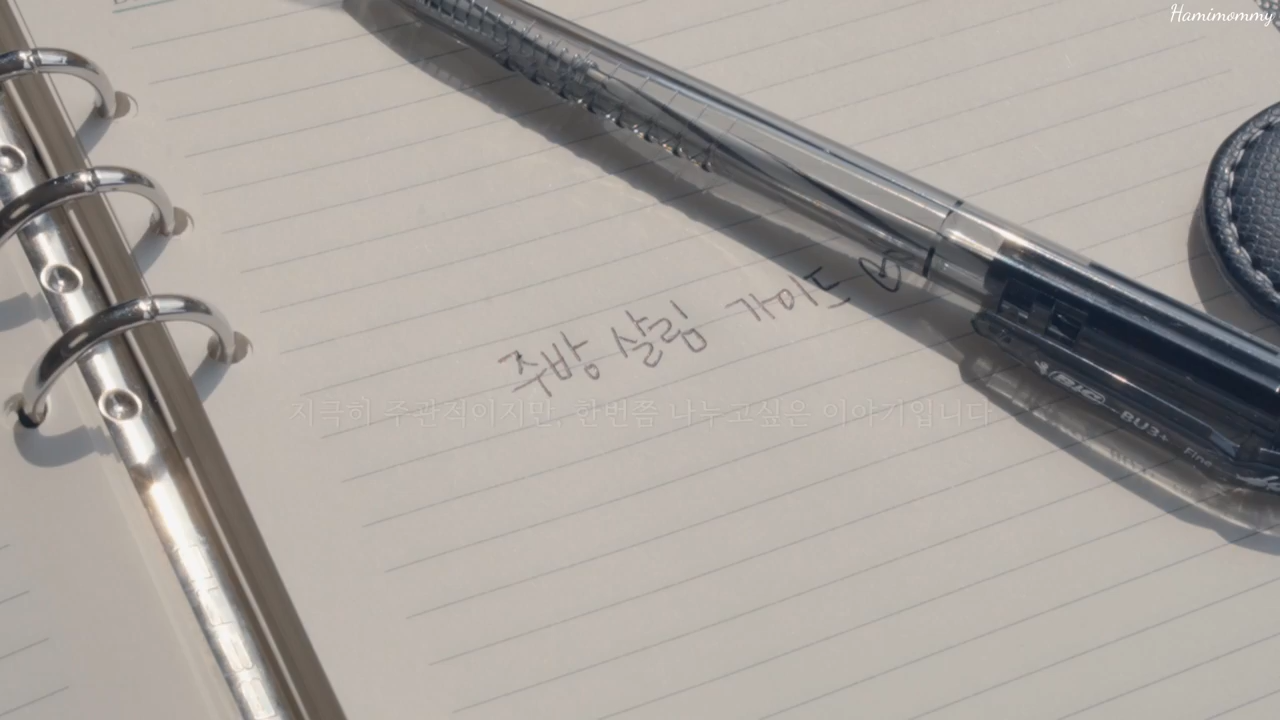 Hamimommy
주방 살림 가이드 ♡
지극히 주관적이지만, 한번쯤 나누고싶은 이야기입니다
BIC BU3+ Fine